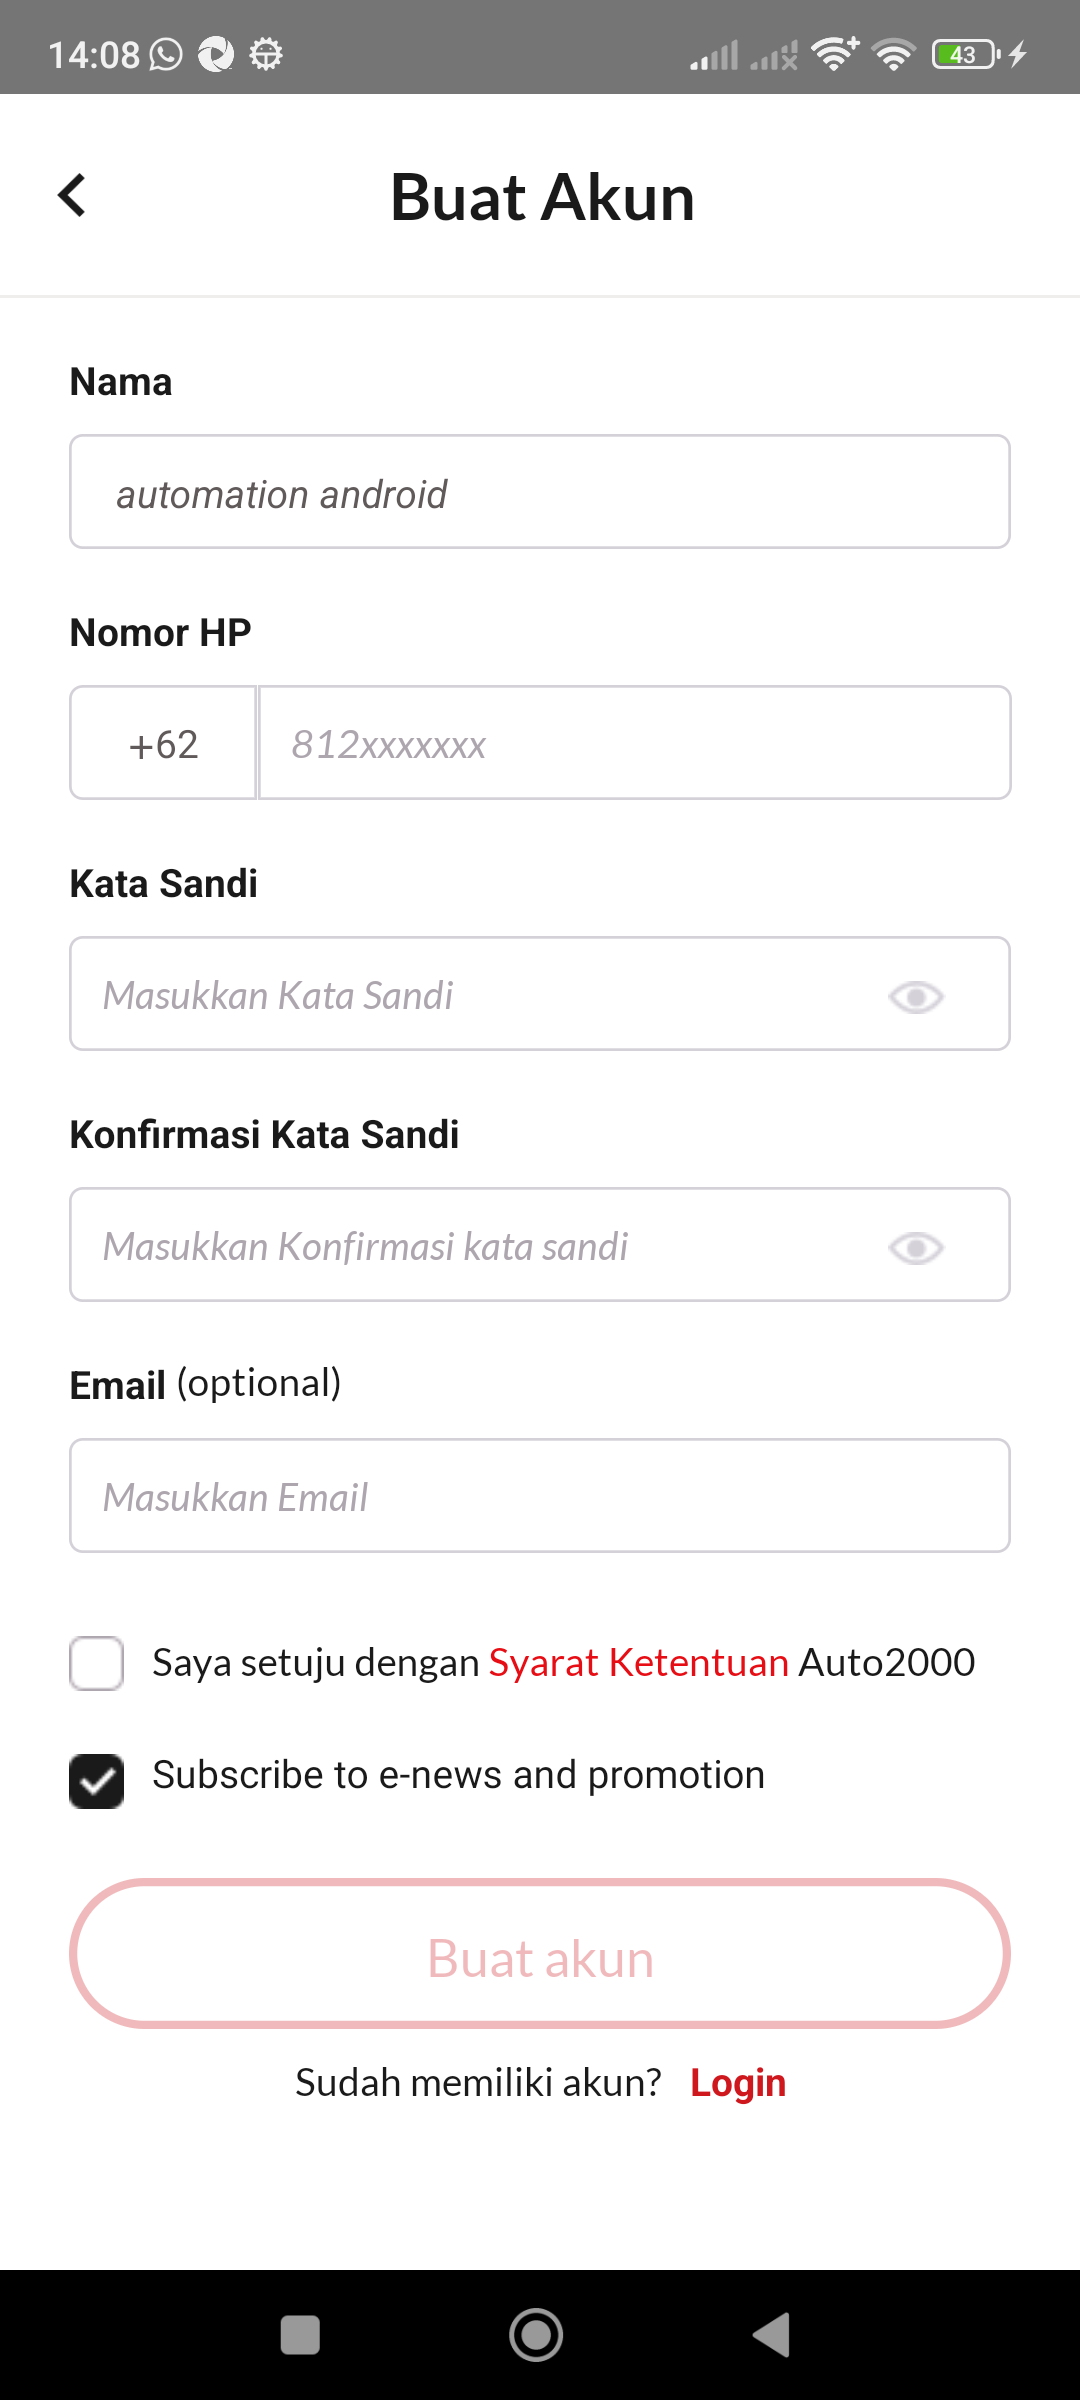 14:08
43
Buat Akun
Nama
automation android
Nomor HP
+62 812xxxxxxx
Kata Sandi
Masukkan Kata Sandi
Konfirmasi Kata Sandi
Masukkan Konfirmasi kata sandi
Email (optional)
Masukkan Email
Saya setuju dengan Syarat Ketentuan Auto2000
Subscribe to e-news and promotion
Buat akun
Sudah memiliki akun? Login